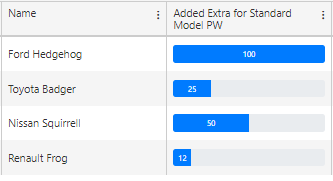 Name
Added Extra for Standard
Model PW
Ford Hedgehog
100
Toyota Badger
25
Nissan Squirrell
50
Renault Frog
12